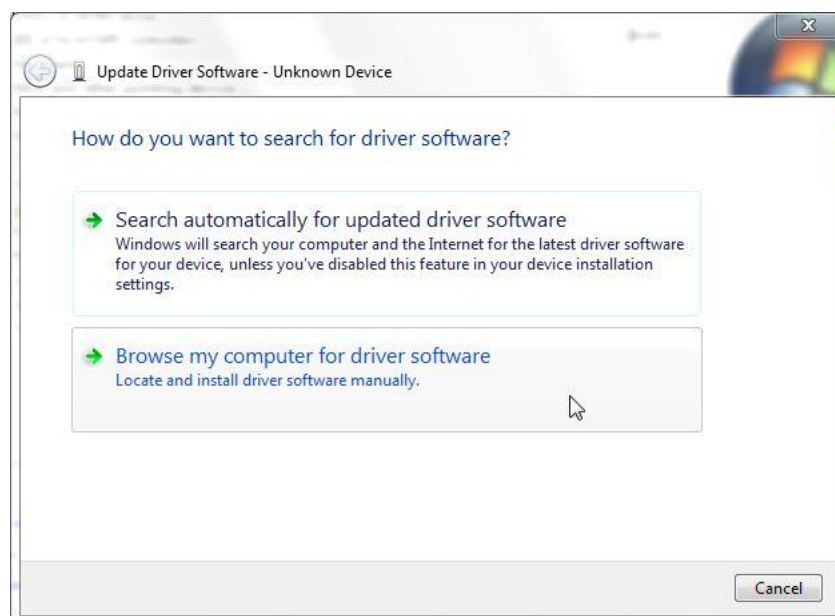 Update Driver Software - Unknown Device
How do you want to search for driver software?
Search automatically for updated driver software
Windows will search your computer and the Internet for the latest driver software
for your device, unless you've disabled this feature in your device installation
settings.
Browse my computer for driver software
Locate and install driver software manually.
Cancel